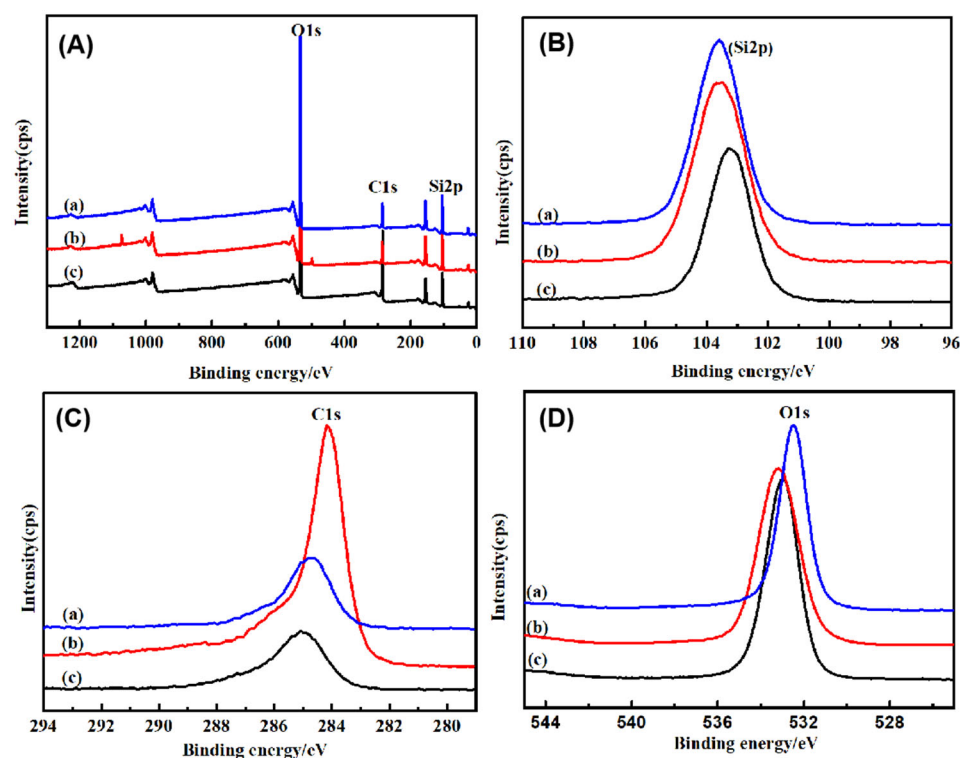 (A)
O1s
C1s
Si2p
(a)
(b)
(c)
Intensity(cps)
1200 1000 800 600 400 200 0
Binding energy/eV
(B)
(Si2p)
(a)
(b)
(c)
Intensity(cps)
110 108 106 104 102 100 98 96
Binding energy/eV
(C)
C1s
(a)
(b)
(c)
Intensity(cps)
294 292 290 288 286 284 282 280
Binding energy/eV
(D)
O1s
(a)
(b)
(c)
Intensity(cps)
544 540 536 532 528
Binding energy/eV